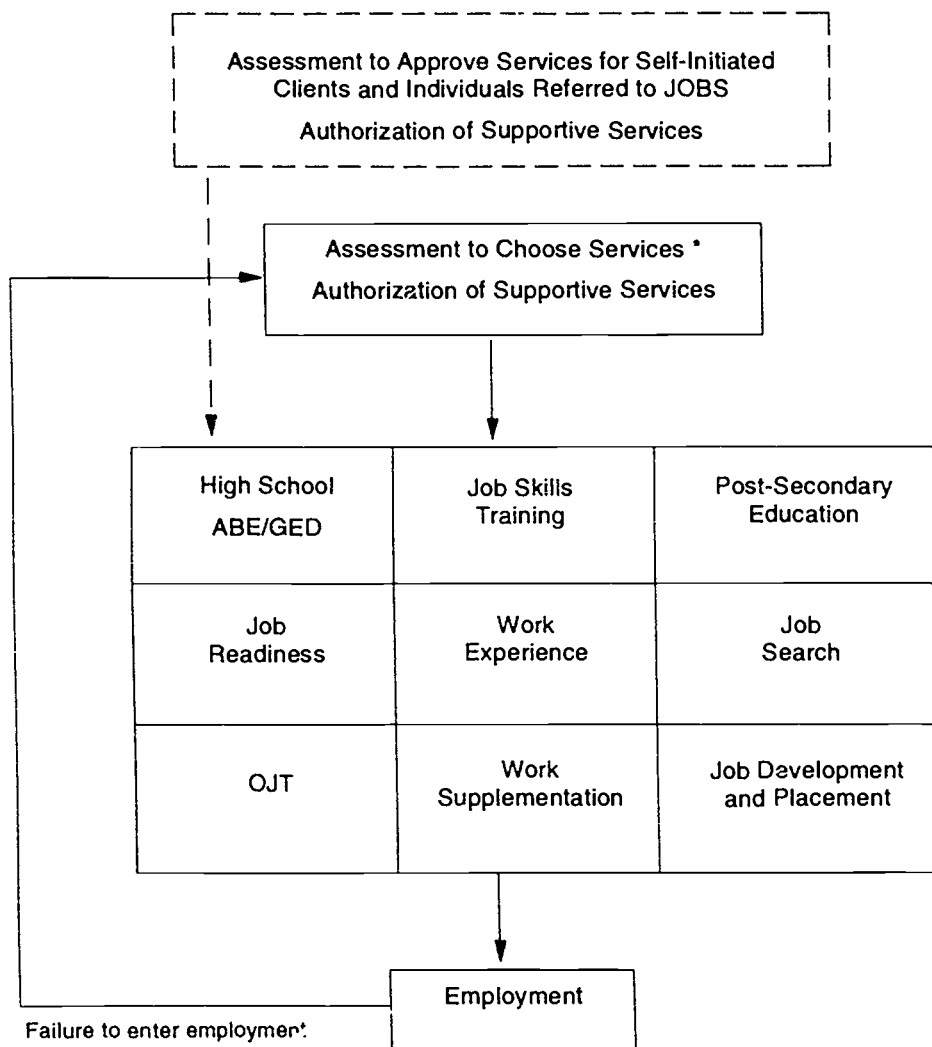 Assessment to Approve Services for Self-Initiated
Clients and Individuals Referred to JOBS
Authorization of Supportive Services
Assessment to Choose Services *
Authorization of Supportive Services
High School
ABE/GED
Job Skills
Training
Post-Secondary
Education
Job
Readiness
Work
Experience
Job
Search
OJT
Work
Supplementation
Job Development
and Placement
Employment
Failure to enter employment.